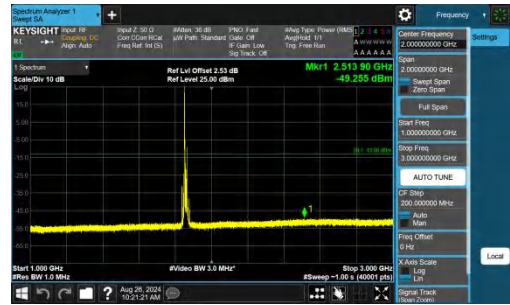 Spectrum Analyzer 1
Swept SA
Frequency
KEYSIGHT
Input: RF
Coupling: DC
Align: Auto
Input Z: 50 Ω
Corr CCorr RCal
Freq Ref: Int (S)
#Atten: 36 dB
µW Path: Standard
PNO: Fast
Gate: Off
IF Gain: Low
Sig Track: Off
#Avg Type: Power (RMS)
Avg|Hold: 1/1
Trig: Free Run
1 Spectrum
Scale/Div 10 dB
Log
Ref Lvl Offset 2.53 dB
Ref Level 25.00 dBm
Mkr1 2.513 90 GHz
-49.255 dBm
15.0
5.00
-5.00
-15.0
-25.0
-35.0
-45.0
-55.0
-65.0
1
Start 1.000 GHz
#Res BW 1.0 MHz
#Video BW 3.0 MHz*
Stop 3.000 GHz
#Sweep ~1.00 s (40001 pts)
Aug 26, 2024
10:21:21 AM
Center Frequency
2.000000000 GHz
Settings
Span
2.00000000 GHz
Swept Span
Zero Span
Full Span
Start Freq
1.000000000 GHz
Stop Freq
3.000000000 GHz
AUTO TUNE
CF Step
200.000000 MHz
Auto
Man
Freq Offset
0 Hz
X Axis Scale
Log
Lin
Signal Track
(Span Zoom)
Local